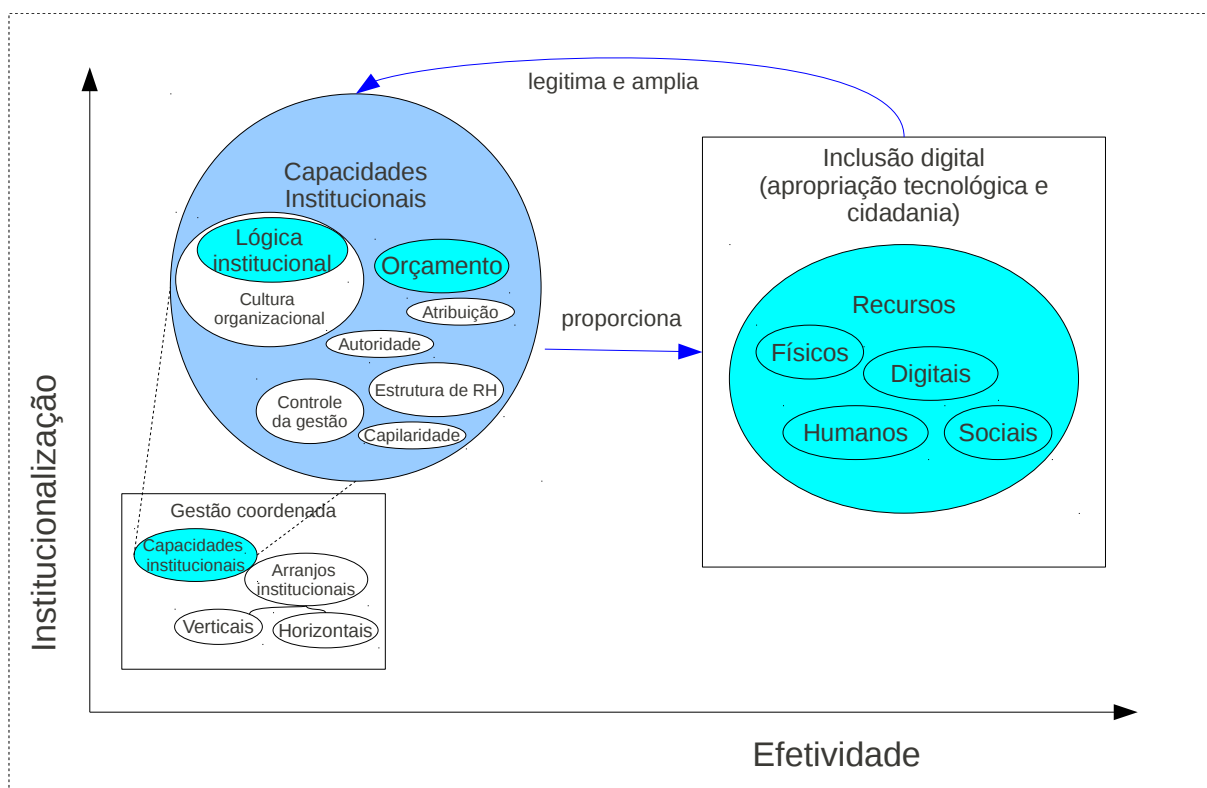 legitima e amplia
Capacidades
Institucionais
Lógica
institucional
Cultura
organizacional
Orçamento
Atribuição
Autoridade
Estrutura de RH
Controle
da gestão
Capilaridade
proporciona
Inclusão digital
(apropriação tecnológica e
cidadania)
Recursos
Físicos
Digitais
Humanos
Sociais
Gestão coordenada
Capacidades
institucionais
Arranjos
institucionais
Verticais
Horizontais
Institucionalização
Efetividade